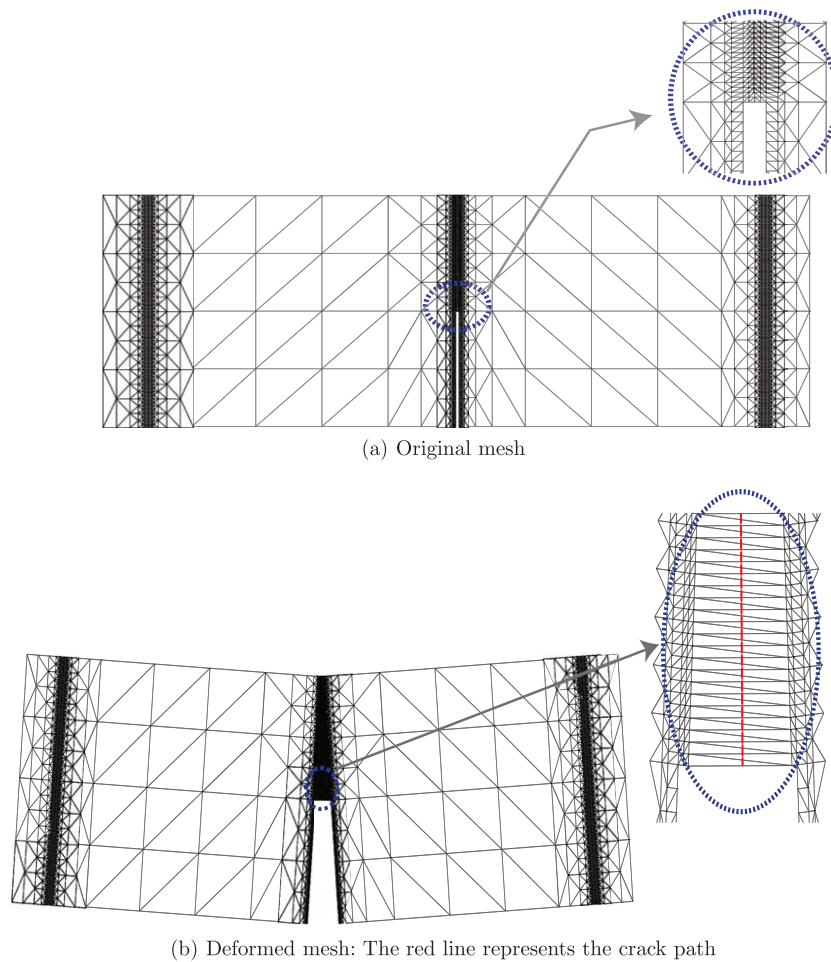 (a) Original mesh
(b) Deformed mesh: The red line represents the crack path